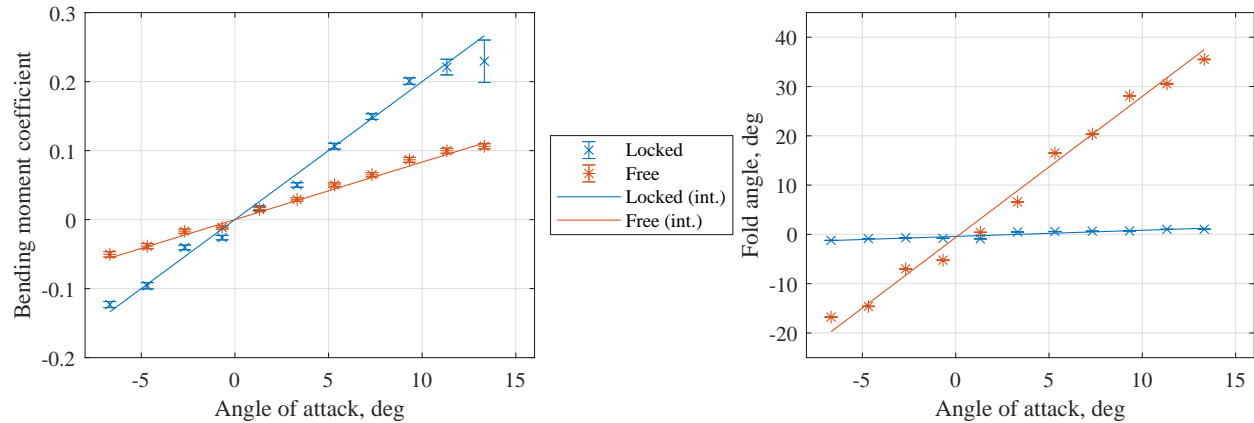 0.3
0.2
0.1
0
-0.1
-0.2
Bending moment coefficient
-5
0
5
10
15
Angle of attack, deg
Locked
Free
Locked (int.)
Free (int.)
40
30
20
10
0
-10
-20
Fold angle, deg
-5
0
5
10
15
Angle of attack, deg